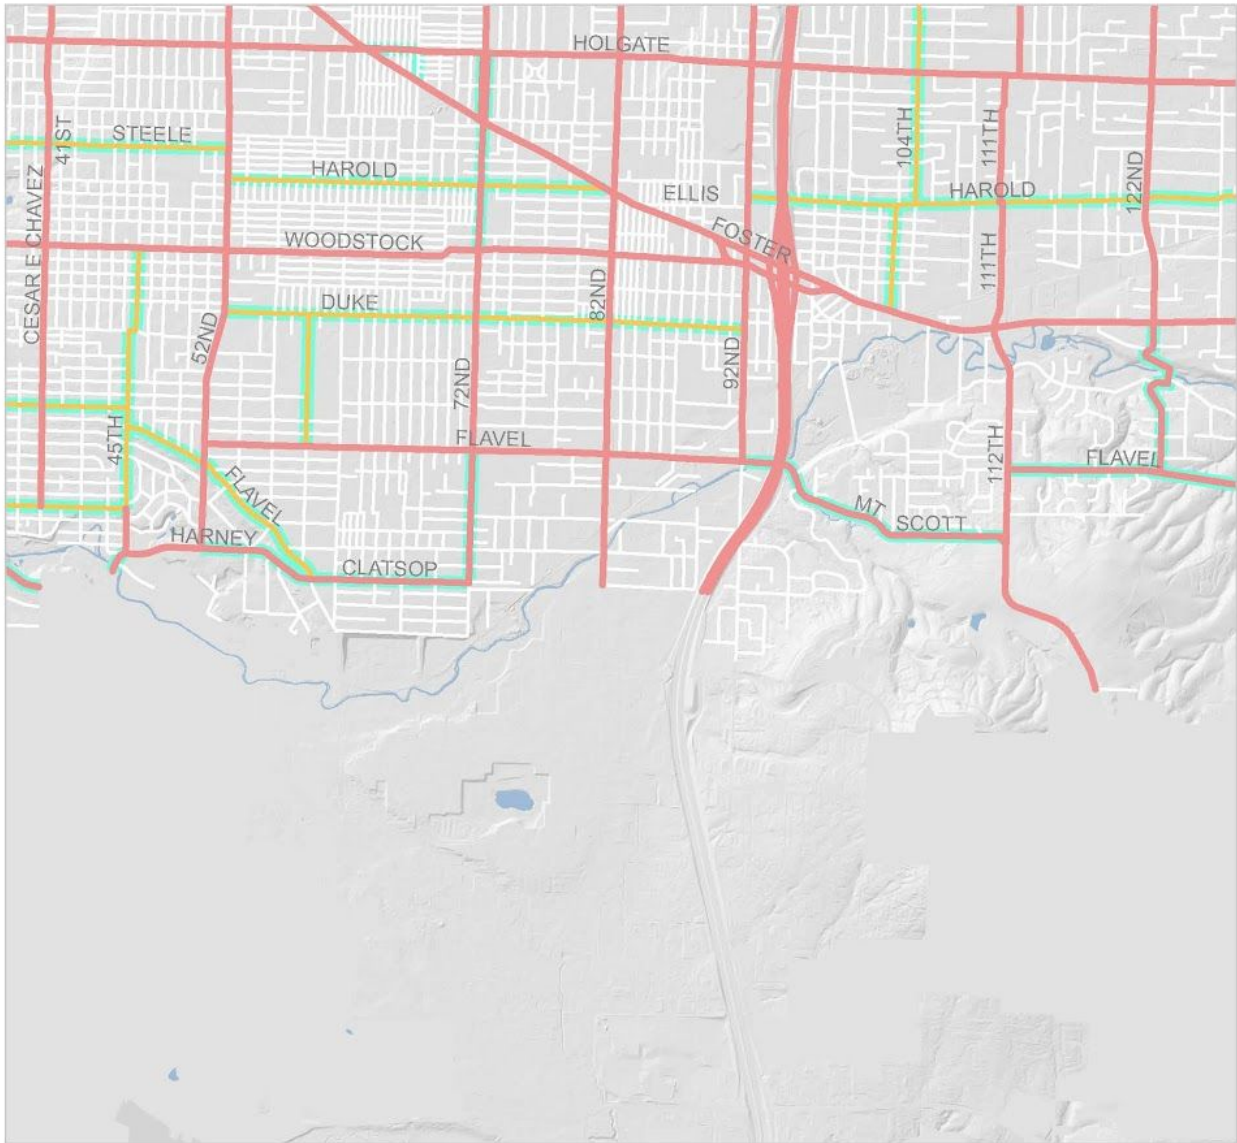 HOLGATE
STEELE
41ST
104TH
111TH
HAROLD
ELLIS
HAROLD
122ND
CESAR E CHAVEZ
WOODSTOCK
FOSTER
111TH
DUKE
82ND
52ND
92ND
72ND
45TH
FLAVEL
112TH
FLAVEL
FLAVEL
MT. SCOTT
HARNEY
CLATSOP